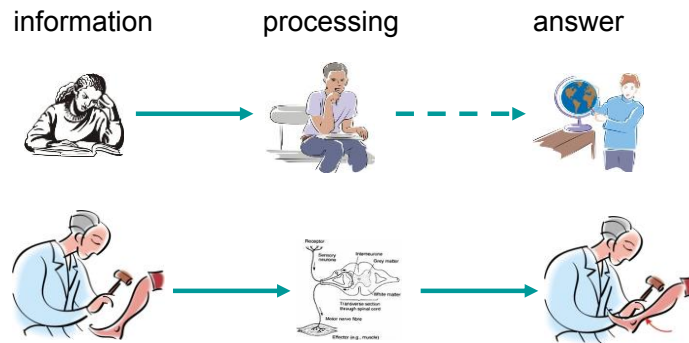 information processing answer
Receptor
Sensory
neurone
Interneurone
Grey matter
White matter
Transverse section
through spinal cord
Motor nerve fibre
Effector (e.g., muscle)